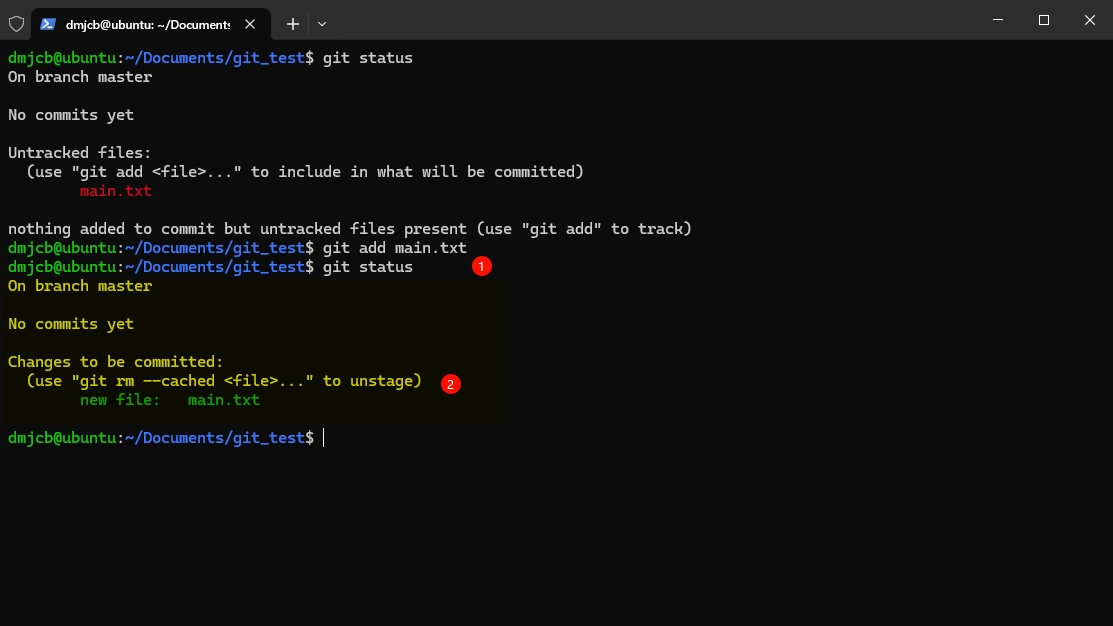 dmjcb@ubuntu: ~/Documents
dmjcb@ubuntu:~/Documents/git_test$ git status
On branch master
No commits yet
Untracked files:
  (use "git add <file>..." to include in what will be committed)
        main.txt
nothing added to commit but untracked files present (use "git add" to track)
dmjcb@ubuntu:~/Documents/git_test$ git add main.txt
dmjcb@ubuntu:~/Documents/git_test$ git status 1
On branch master
No commits yet
Changes to be committed:
  (use "git rm --cached <file>..." to unstage) 2
        new file:   main.txt
dmjcb@ubuntu:~/Documents/git_test$